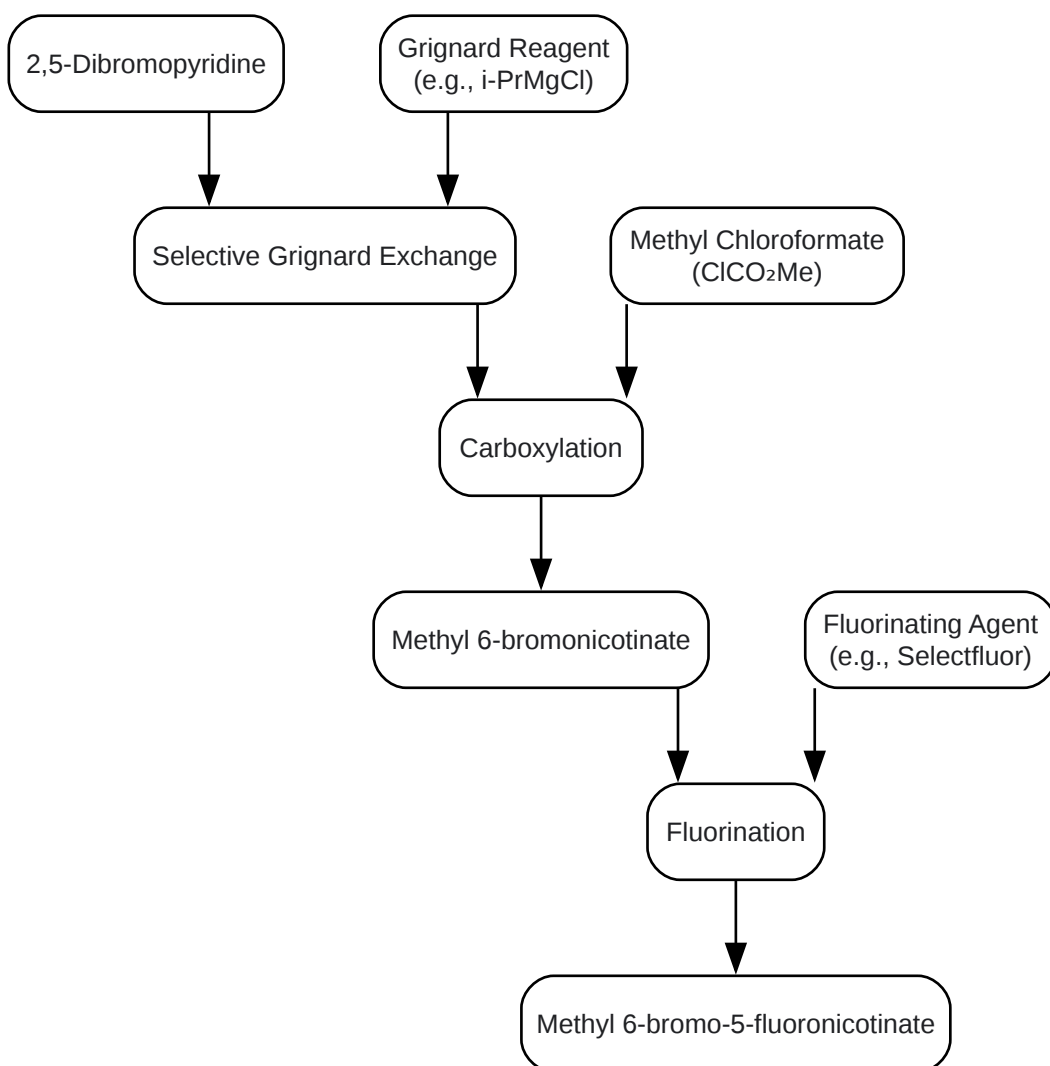 2,5-Dibromopyridine
Grignard Reagent
(e.g., i-PrMgCl)
Selective Grignard Exchange
Methyl Chloroformate
(ClCO₂Me)
Carboxylation
Methyl 6-bromonicotinate
Fluorinating Agent
(e.g., Selectfluor)
Fluorination
Methyl 6-bromo-5-fluoronicotinate